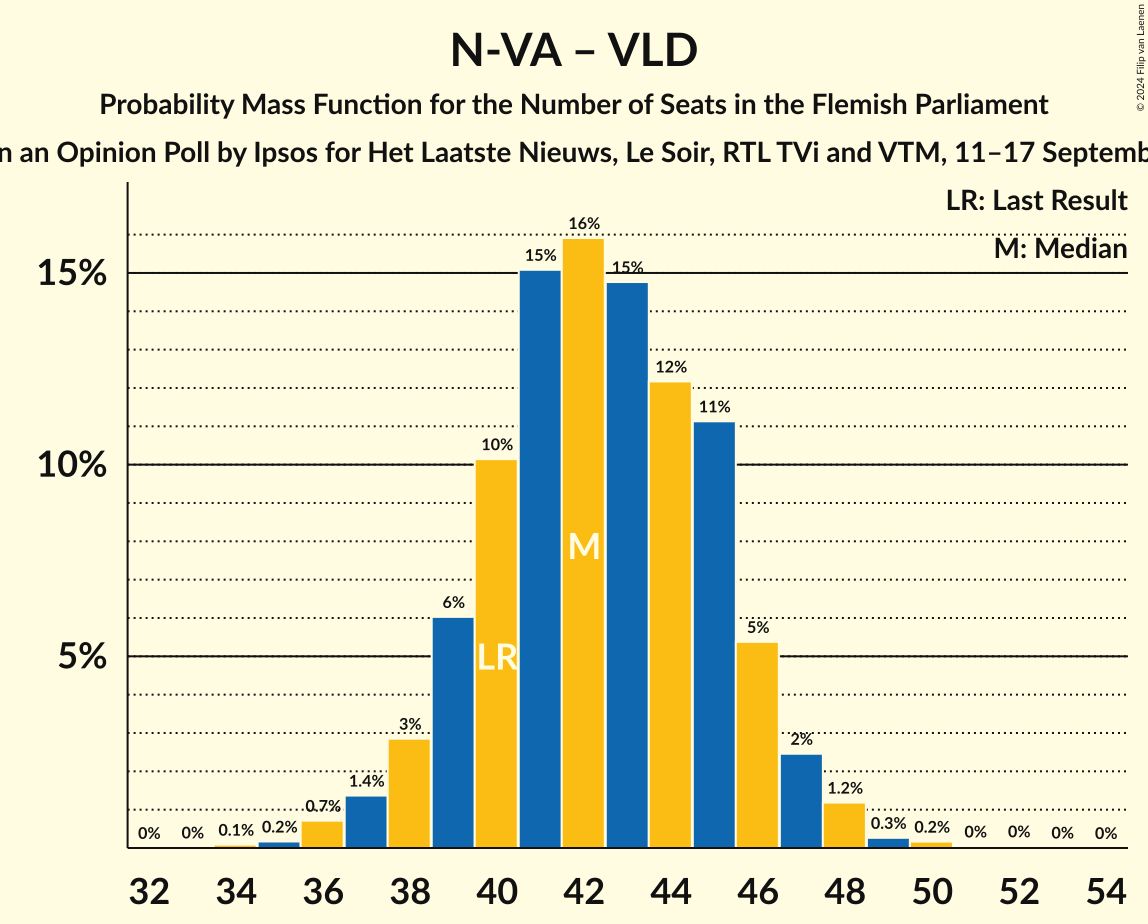 N-VA – VLD
Probability Mass Function for the Number of Seats in the Flemish Parliament
an Opinion Poll by Ipsos for Het Laatste Nieuws, Le Soir, RTL TVi and VTM, 11–17
© 2024 Filip van Laenen
LR: Last Result
M: Median
15%
10%
5%
0%
0%
0.1%
0.2%
0.7%
1.4%
3%
6%
10%
15%
16%
15%
12%
11%
5%
2%
1.2%
0.3%
0.2%
0%
0%
0%
0%
LR
M
32 34 36 38 40 42 44 46 48 50 52 54